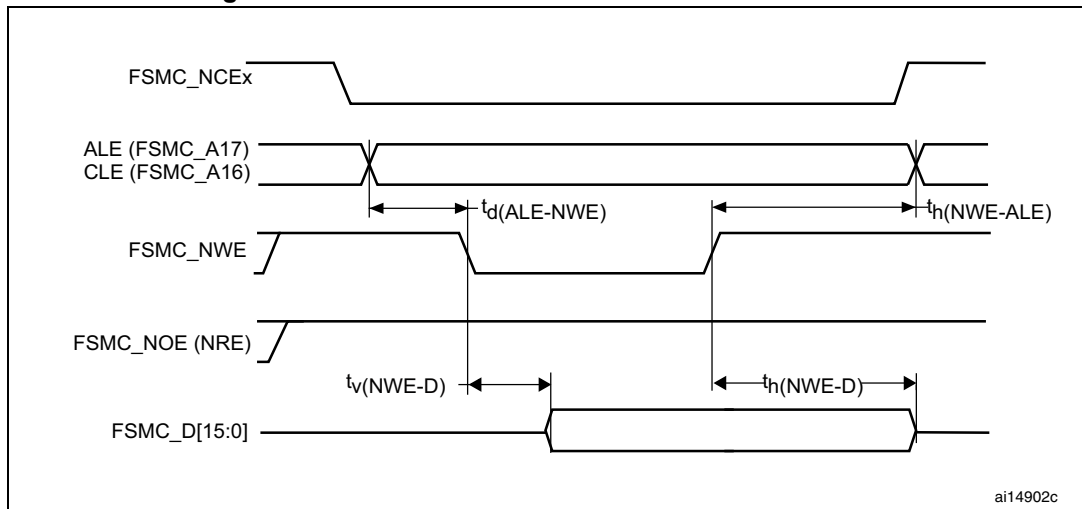 FSMC_NCEx
ALE (FSMC_A17)
CLE (FSMC_A16)
td(ALE-NWE)
th(NWE-ALE)
FSMC_NWE
FSMC_NOE (NRE)
tv(NWE-D)
th(NWE-D)
FSMC_D[15:0]
ai14902c